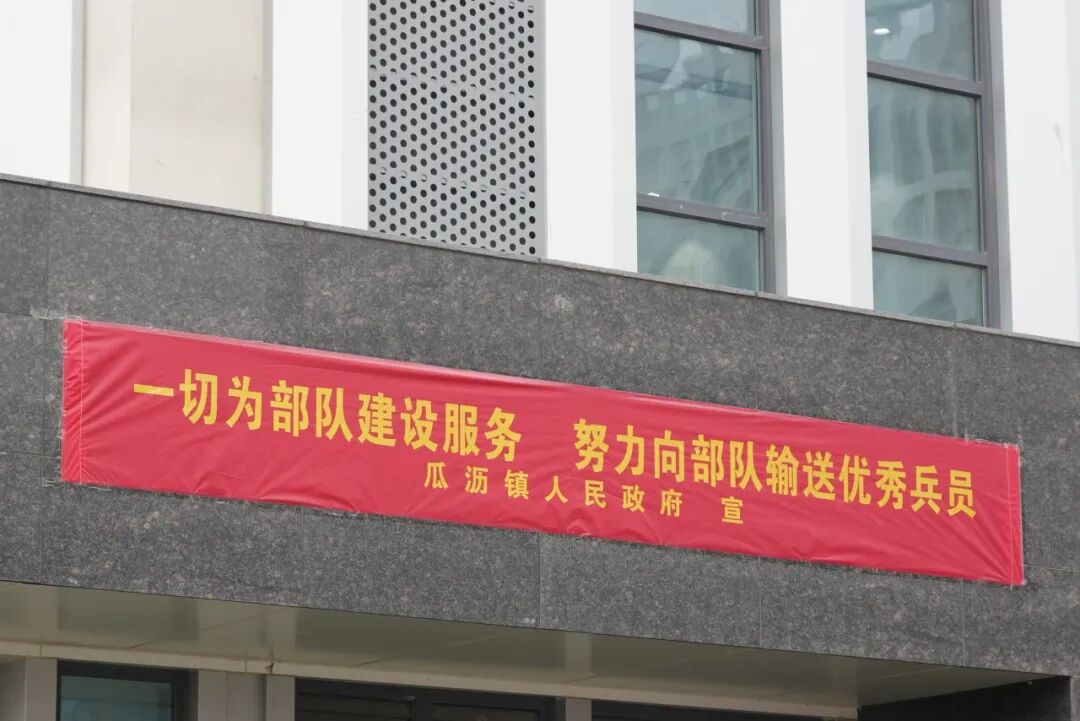 一切为部队建设服务 努力向部队输送优秀兵员
瓜沥镇人民政府 宣